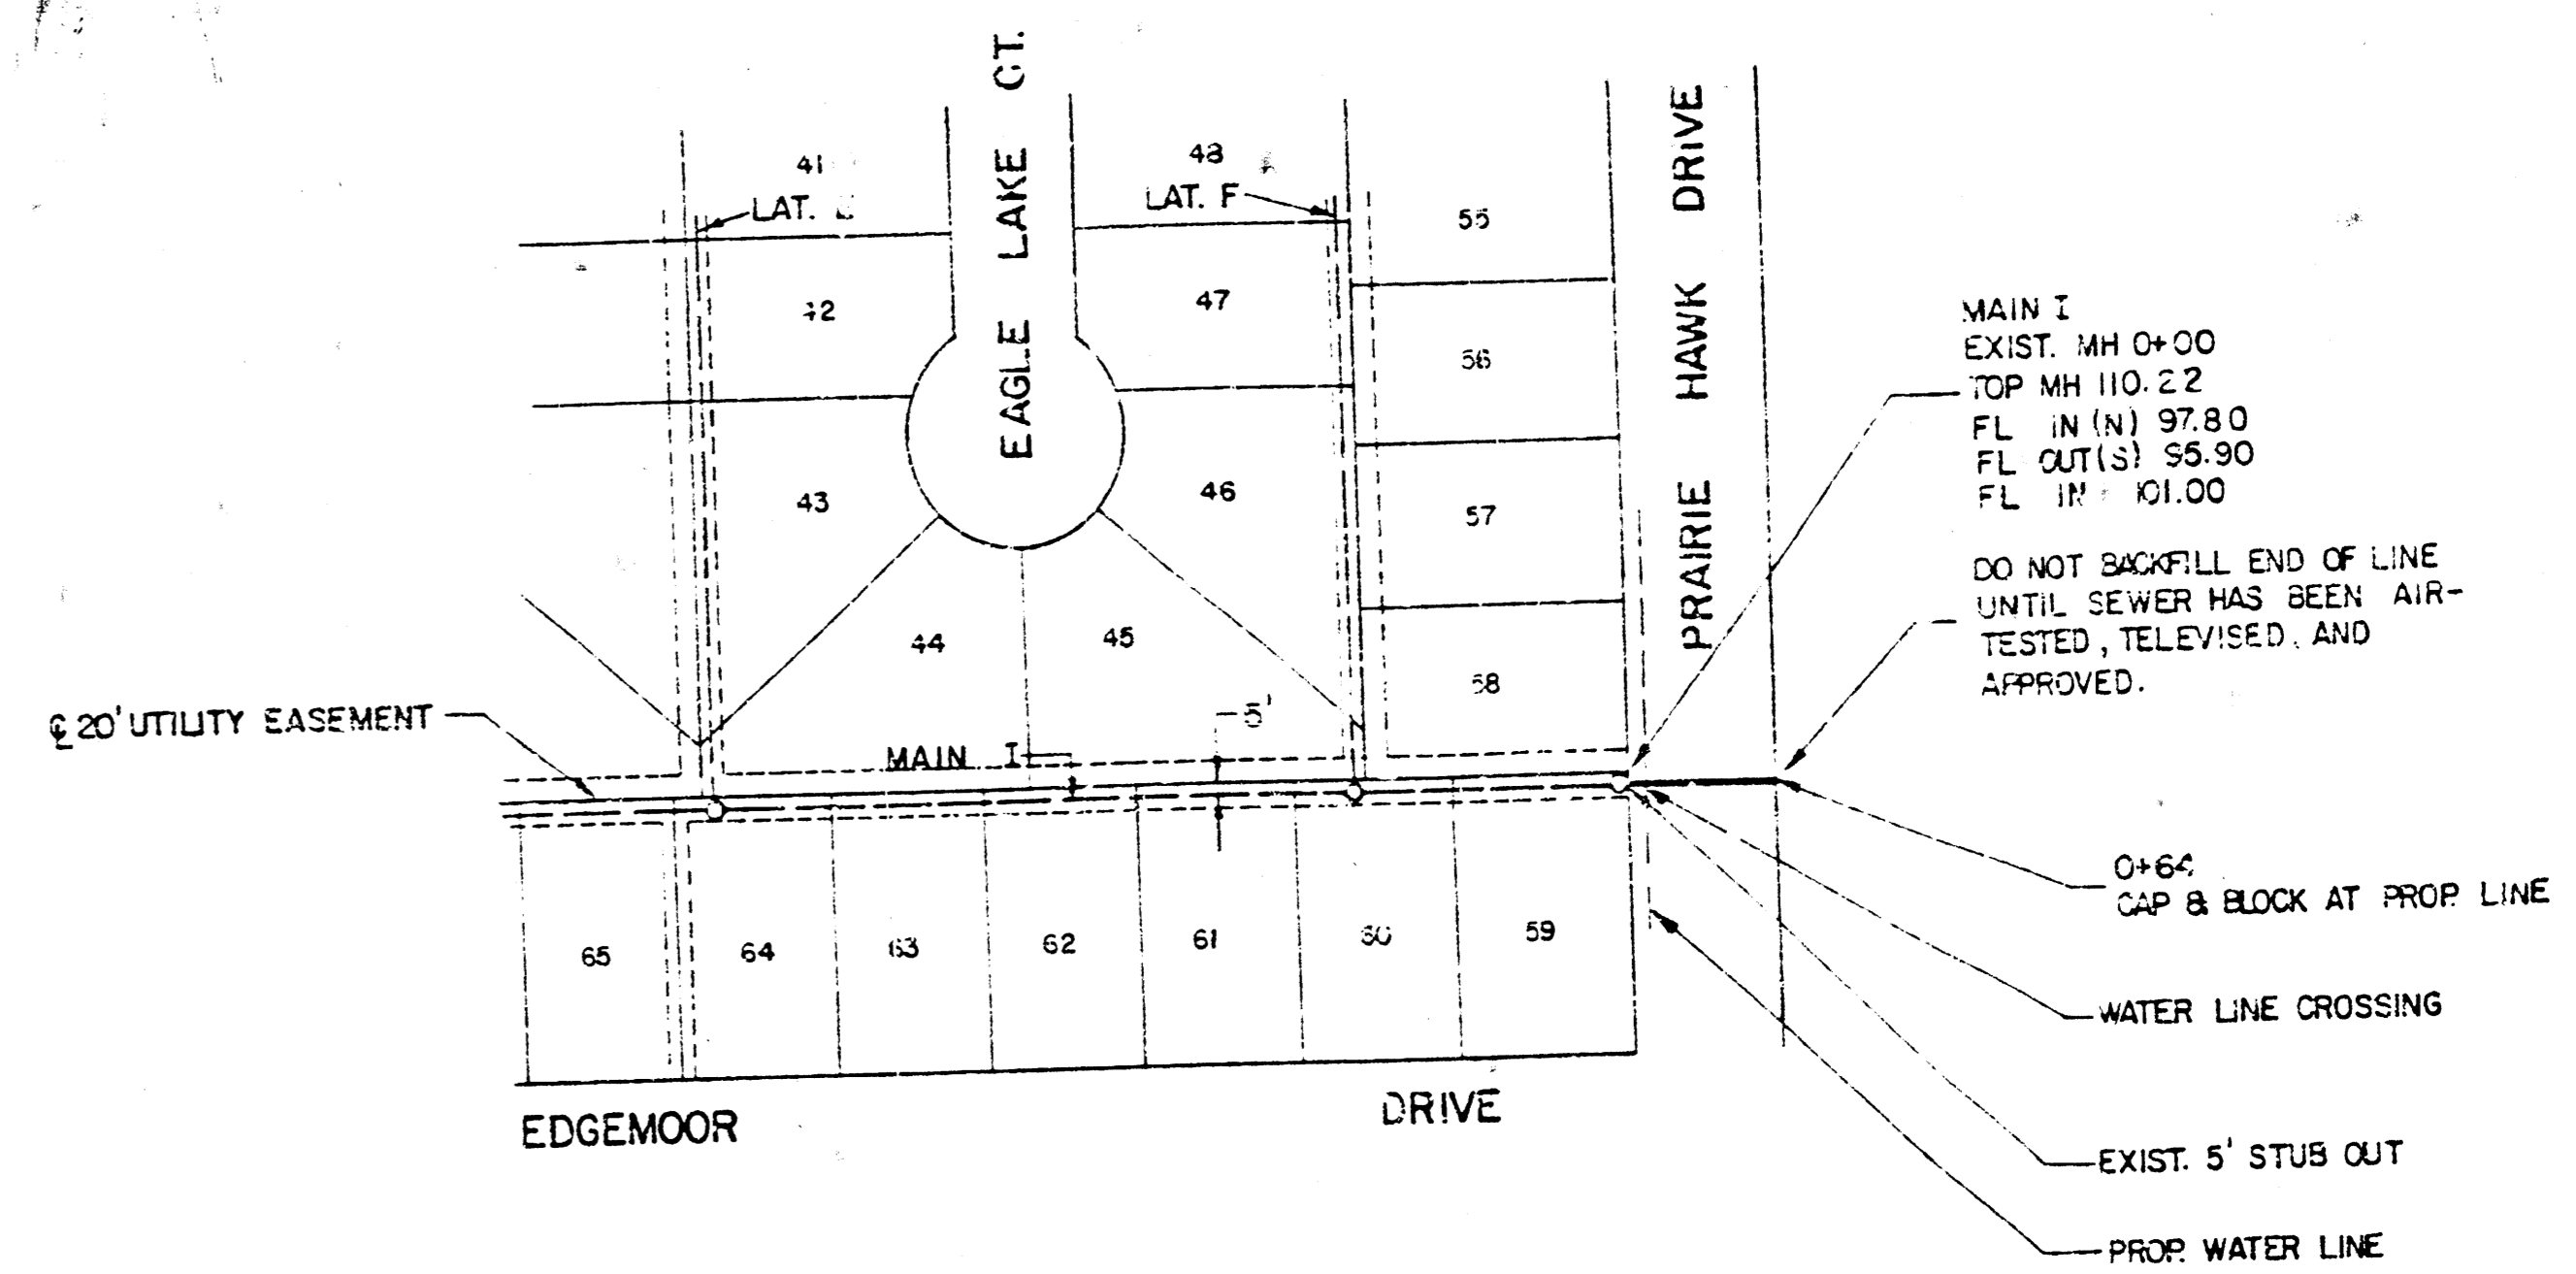 EAGLE LAKE CT.
PRAIRIE HAWK DRIVE
41
48
LAT.
LAT. F
55
42
47
56
43
46
57
44
45
58
MAIN I
EXIST. MH 0+00
TOP MH 110.22
FL IN (N) 97.80
FL OUT(S) 95.90
FL IN 101.00
DO NOT BACKFILL END OF LINE
UNTIL SEWER HAS BEEN AIR-
TESTED, TELEVISED, AND
APPROVED.
℄ 20' UTILITY EASEMENT
MAIN I
5'
65
64
63
62
61
60
59
0+64
CAP & BLOCK AT PROP. LINE
WATER LINE CROSSING
EXIST. 5' STUB OUT
PROP. WATER LINE
EDGEMOOR DRIVE